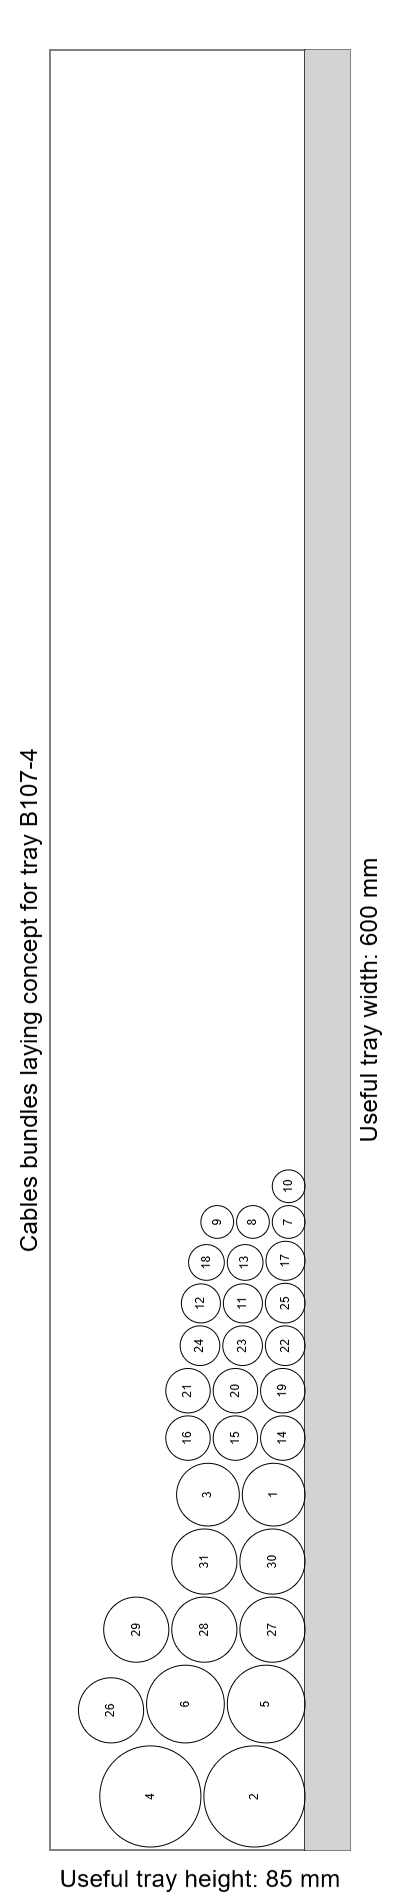 Cables bundles laying concept for tray B107-4
Useful tray width: 600 mm
10
9 8 7
18 13 17
12 11 25
24 23 22
21 20 19
16 15 14
3 1
31 30
29 28 27
26 6 5
4 2
Useful tray height: 85 mm